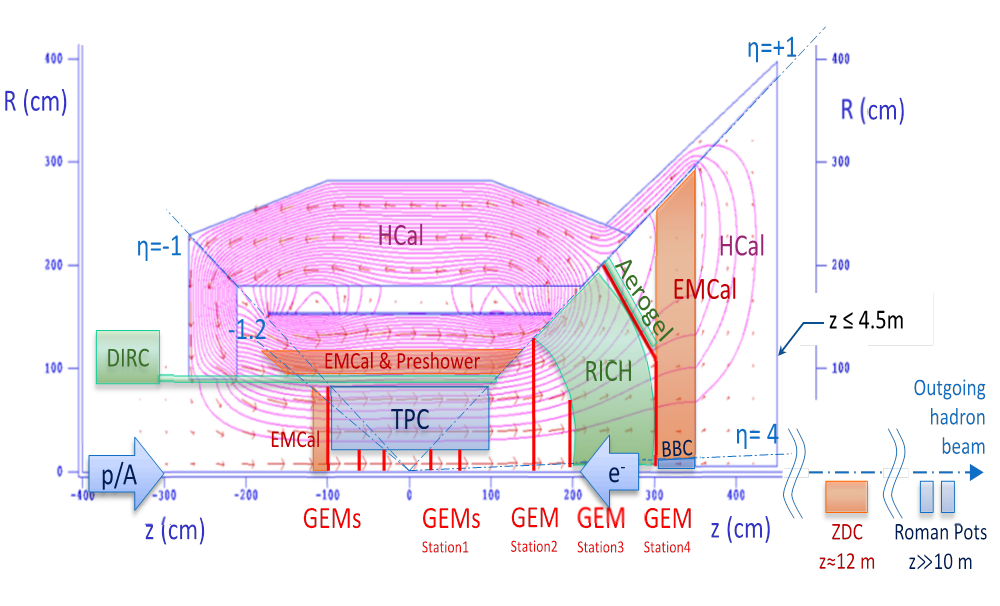 η=+1
400
400
R (cm)
R (cm)
300
300
HCal
η=-1
HCal
200
200
Aerogel
EMCal
-1.2
z ≤ 4.5m
DIRC
EMCal & Preshower
RICH
100
100
Outgoing
hadron
beam
TPC
EMCal
η= 4
BBC
0
0
p/A
e-
-400
-300
-200
-100
0
100
200
300
400
z (cm)
GEMs
GEMs
Station1
GEM
Station2
GEM
Station3
GEM
Station4
z (cm)
ZDC
z≈12 m
Roman Pots
z≫10 m